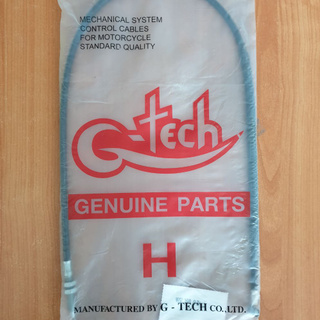 MECHANICAL SYSTEM
CONTROL CABLES
FOR MOTORCYCLE
STANDARD QUALITY
G-tech
GENUINE PARTS
H
MANUFACTURED BY G - TECH CO.,LTD.